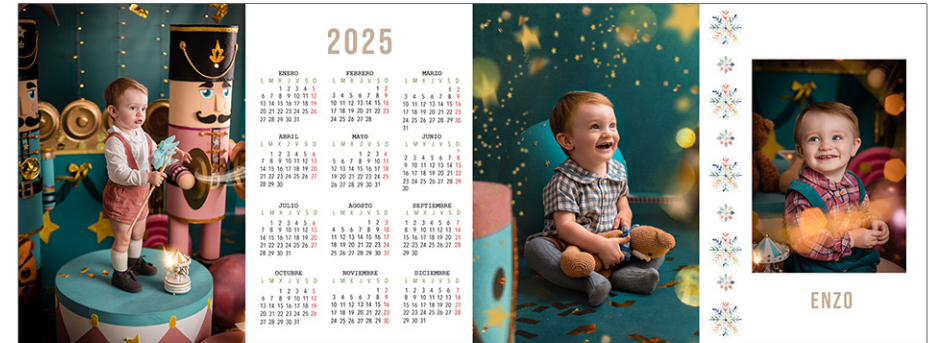 2025
ENERO
L M X J V S D
1 2 3 4 5
6 7 8 9 10 11 12
13 14 15 16 17 18 19
20 21 22 23 24 25 26
27 28 29 30 31
FEBRERO
L M X J V S D
1 2
3 4 5 6 7 8 9
10 11 12 13 14 15 16
17 18 19 20 21 22 23
24 25 26 27 28
MARZO
L M X J V S D
1 2
3 4 5 6 7 8 9
10 11 12 13 14 15 16
17 18 19 20 21 22 23
24 25 26 27 28 29 30
31
ABRIL
L M X J V S D
1 2 3 4 5 6
7 8 9 10 11 12 13
14 15 16 17 18 19 20
21 22 23 24 25 26 27
28 29 30
MAYO
L M X J V S D
1 2 3 4
5 6 7 8 9 10 11
12 13 14 15 16 17 18
19 20 21 22 23 24 25
26 27 28 29 30 31
JUNIO
L M X J V S D
1
2 3 4 5 6 7 8
9 10 11 12 13 14 15
16 17 18 19 20 21 22
23 24 25 26 27 28 29
30
JULIO
L M X J V S D
1 2 3 4 5 6
7 8 9 10 11 12 13
14 15 16 17 18 19 20
21 22 23 24 25 26 27
28 29 30 31
AGOSTO
L M X J V S D
1 2 3
4 5 6 7 8 9 10
11 12 13 14 15 16 17
18 19 20 21 22 23 24
25 26 27 28 29 30 31
SEPTIEMBRE
L M X J V S D
1 2 3 4 5 6 7
8 9 10 11 12 13 14
15 16 17 18 19 20 21
22 23 24 25 26 27 28
29 30
OCTUBRE
L M X J V S D
1 2 3 4 5
6 7 8 9 10 11 12
13 14 15 16 17 18 19
20 21 22 23 24 25 26
27 28 29 30 31
NOVIEMBRE
L M X J V S D
1 2
3 4 5 6 7 8 9
10 11 12 13 14 15 16
17 18 19 20 21 22 23
24 25 26 27 28 29 30
DICIEMBRE
L M X J V S D
1 2 3 4 5 6 7
8 9 10 11 12 13 14
15 16 17 18 19 20 21
22 23 24 25 26 27 28
29 30 31
ENZO